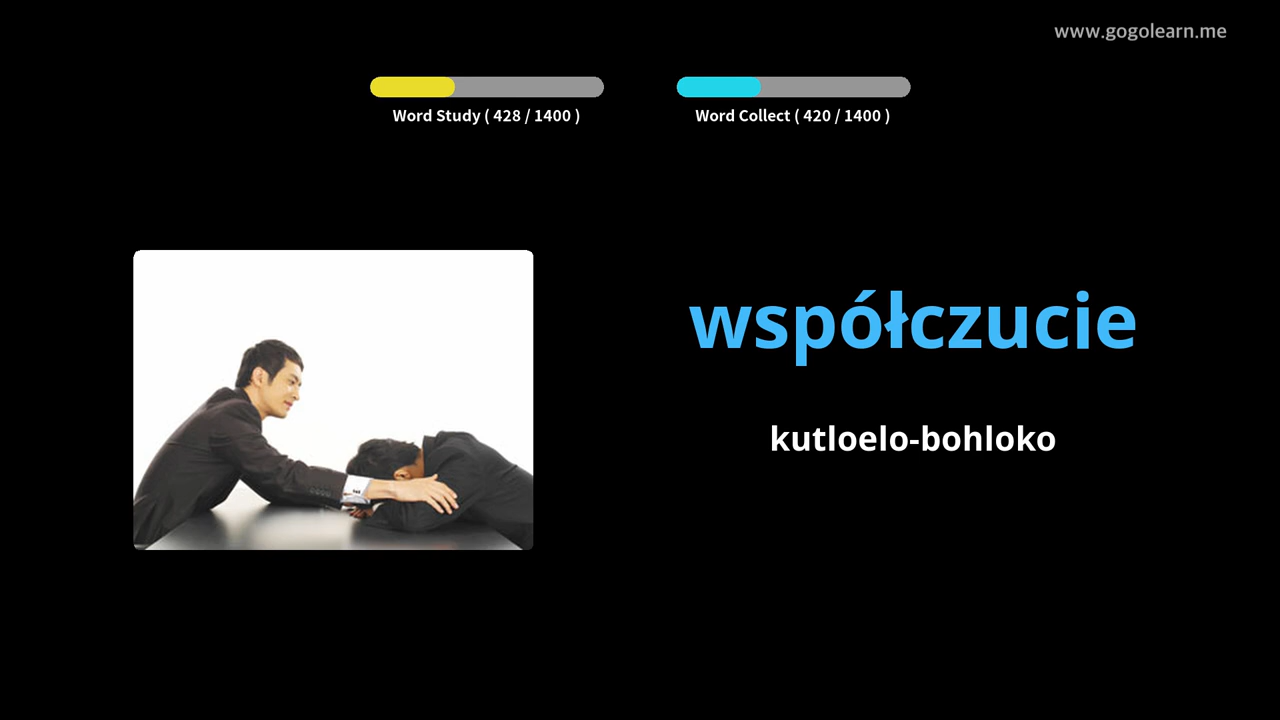 www.gogolearn.me
Word Study ( 428 / 1400 )
Word Collect ( 420 / 1400 )
współczucie
kutloelo-bohloko